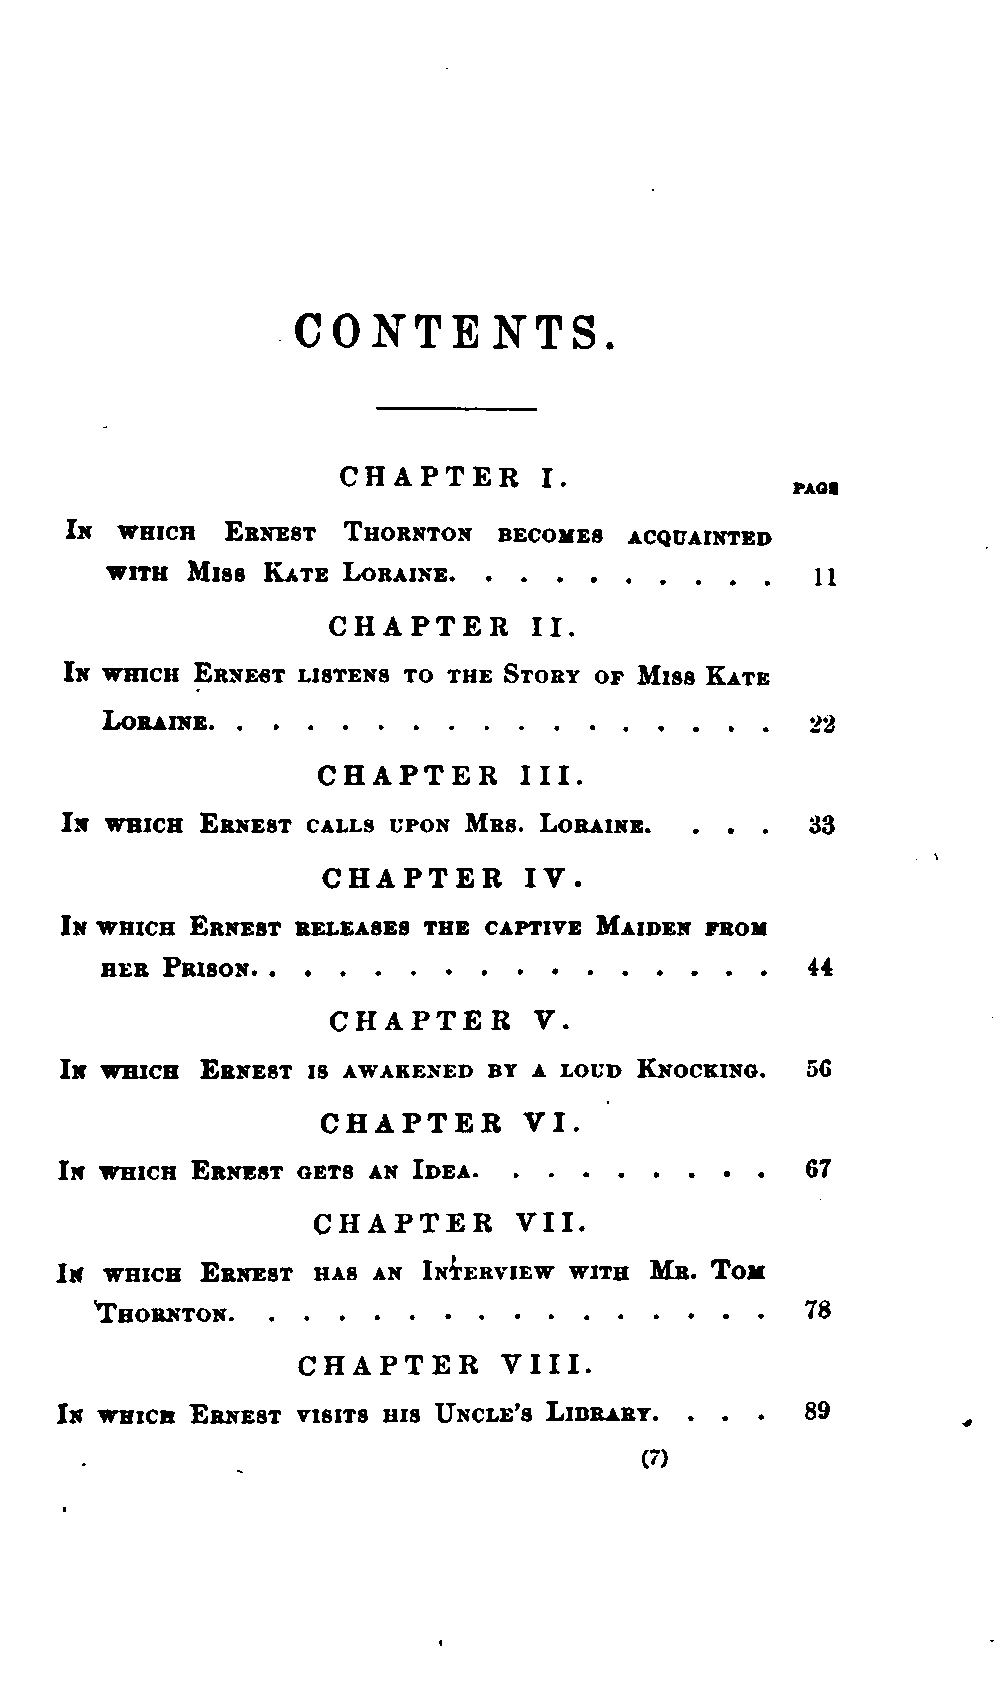 CONTENTS.
CHAPTER I.
PAGE
In which Ernest Thornton becomes acquainted
with Miss Kate Loraine. . . . . . . . . . 11
CHAPTER II.
In which Ernest listens to the Story of Miss Kate
Loraine. . . . . . . . . . . . . . . . . 22
CHAPTER III.
In which Ernest calls upon Mrs. Loraine. . . . 33
CHAPTER IV.
In which Ernest releases the captive Maiden from
her Prison. . . . . . . . . . . . . . . . 44
CHAPTER V.
In which Ernest is awakened by a loud Knocking. 56
CHAPTER VI.
In which Ernest gets an Idea. . . . . . . . . 67
CHAPTER VII.
In which Ernest has an Interview with Mr. Tom
Thornton. . . . . . . . . . . . . . . . 78
CHAPTER VIII.
In which Ernest visits his Uncle's Library. . . . 89
(7)